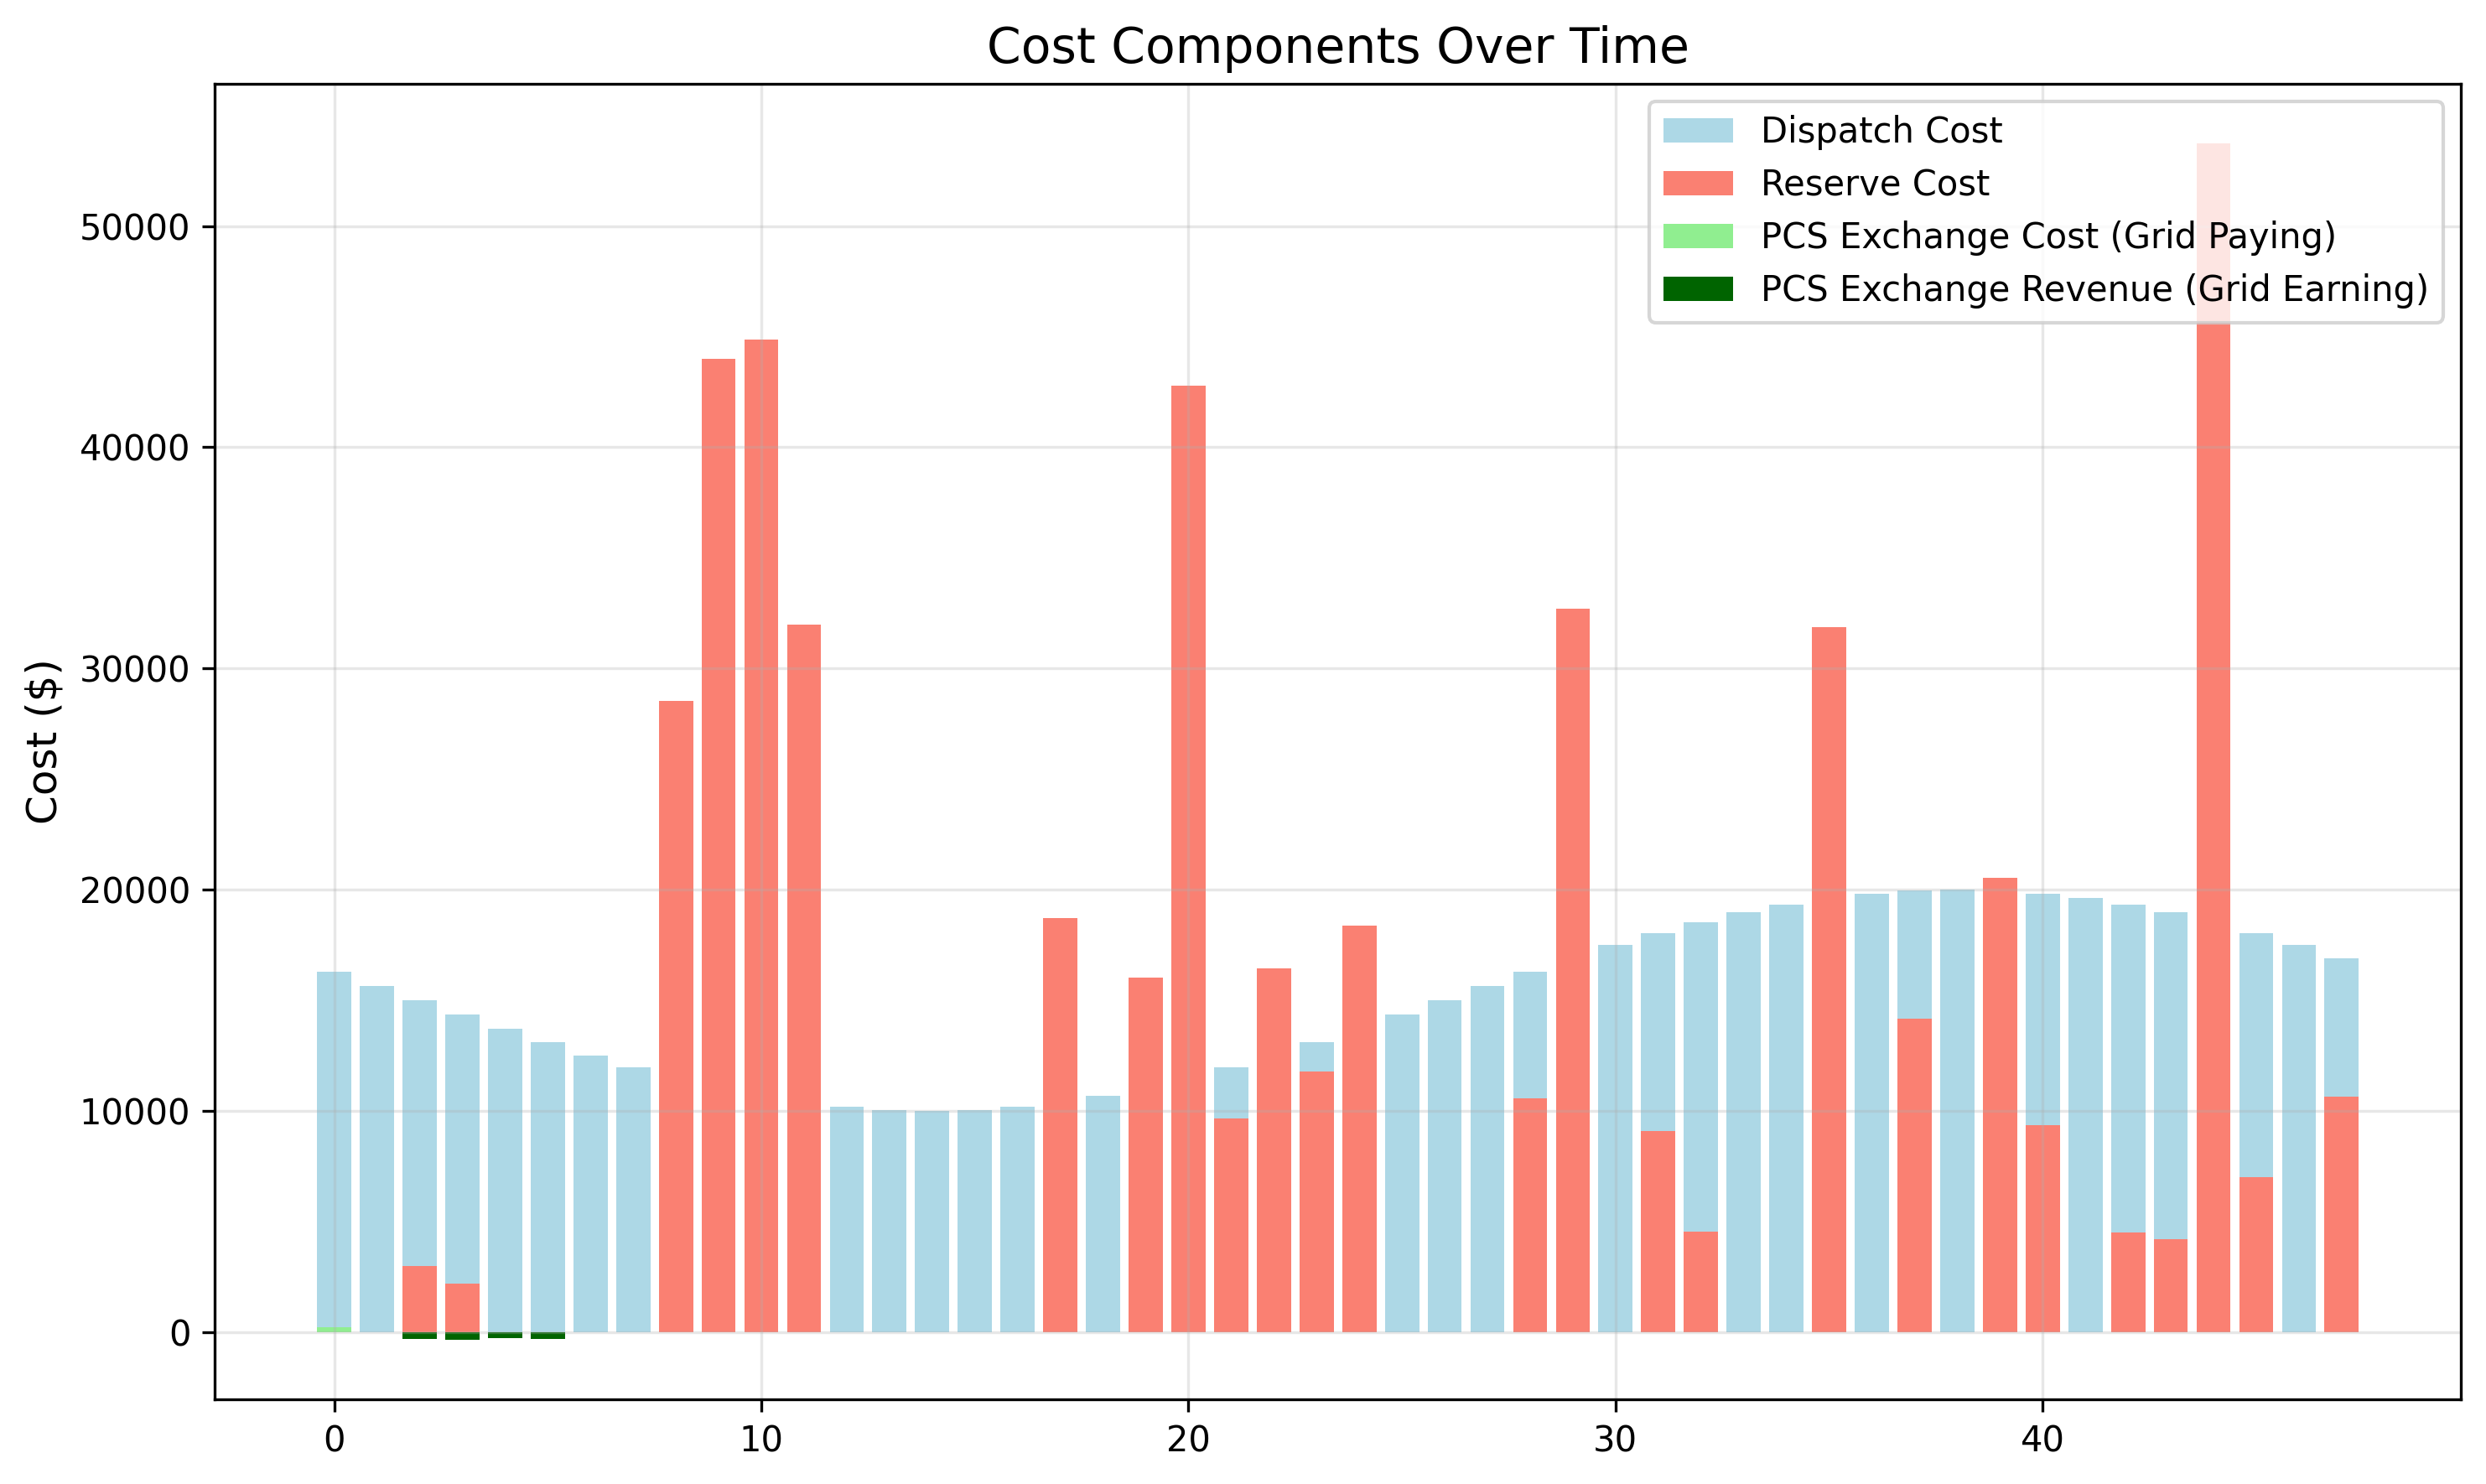 Cost Components Over Time
Dispatch Cost
Reserve Cost
PCS Exchange Cost (Grid Paying)
PCS Exchange Revenue (Grid Earning)
50000
40000
30000
20000
10000
0
Cost ($)
0 10 20 30 40